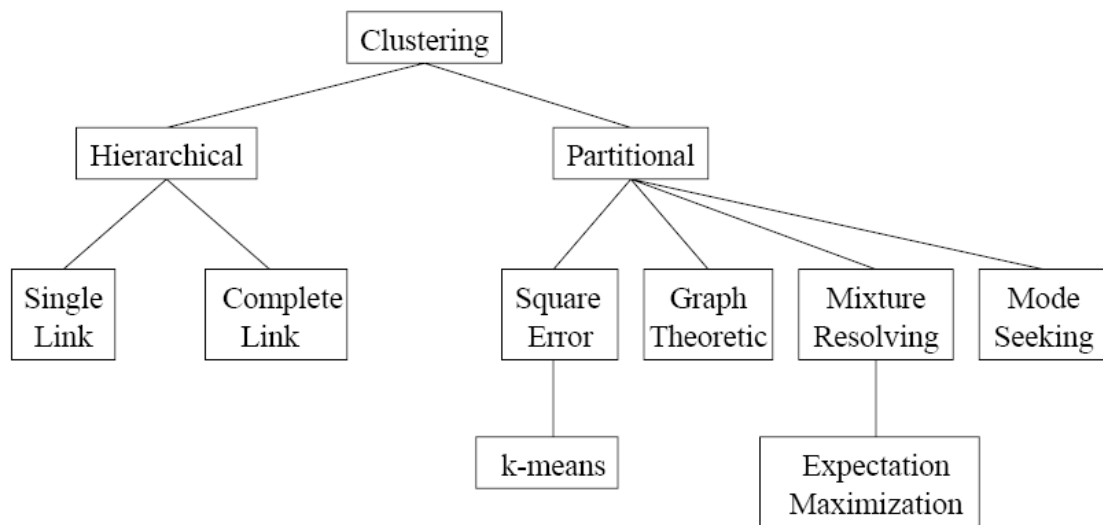 Clustering
Hierarchical
Partitional
Single
Link
Complete
Link
Square
Error
Graph
Theoretic
Mixture
Resolving
Mode
Seeking
k-means
Expectation
Maximization